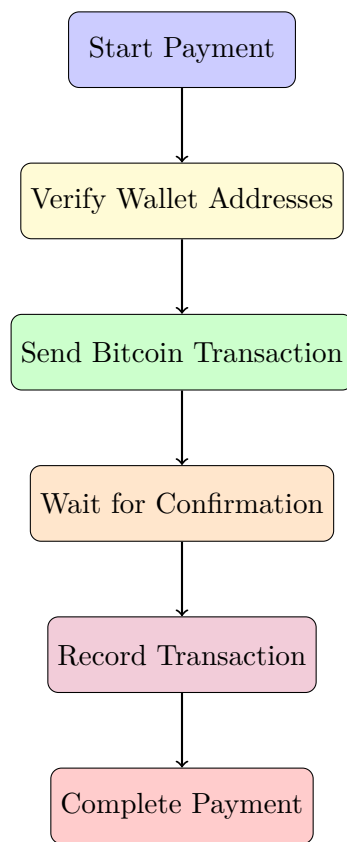 Start Payment
Verify Wallet Addresses
Send Bitcoin Transaction
Wait for Confirmation
Record Transaction
Complete Payment